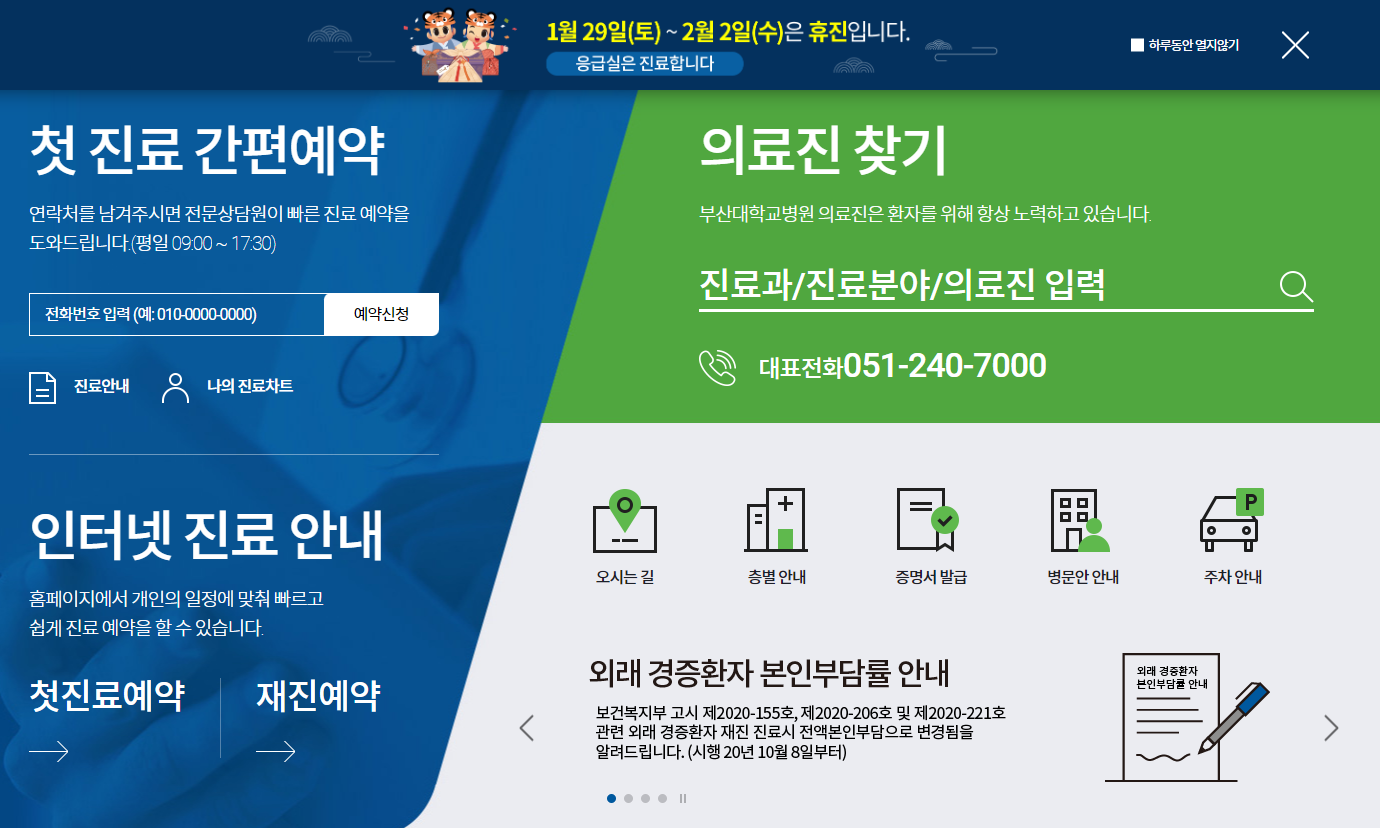 1월 29일(토) ~ 2월 2일(수)은 휴진입니다.
응급실은 진료합니다
하루동안 열지않기
첫 진료 간편예약
연락처를 남겨주시면 전문상담원이 빠른 진료 예약을
도와드립니다.(평일 09:00 ~ 17:30)
전화번호 입력 (예: 010-0000-0000)
예약신청
진료안내
나의 진료차트
인터넷 진료 안내
홈페이지에서 개인의 일정에 맞춰 빠르고
쉽게 진료 예약을 할 수 있습니다.
첫진료예약
재진예약
의료진 찾기
부산대학교병원 의료진은 환자를 위해 항상 노력하고 있습니다.
진료과/진료분야/의료진 입력
대표전화051-240-7000
오시는 길
층별 안내
증명서 발급
병문안 안내
P
주차 안내
외래 경증환자 본인부담률 안내
보건복지부 고시 제2020-155호, 제2020-206호 및 제2020-221호
관련 외래 경증환자 재진 진료시 전액본인부담으로 변경됨을
알려드립니다. (시행 20년 10월 8일부터)
외래 경증환자
본인부담률 안내